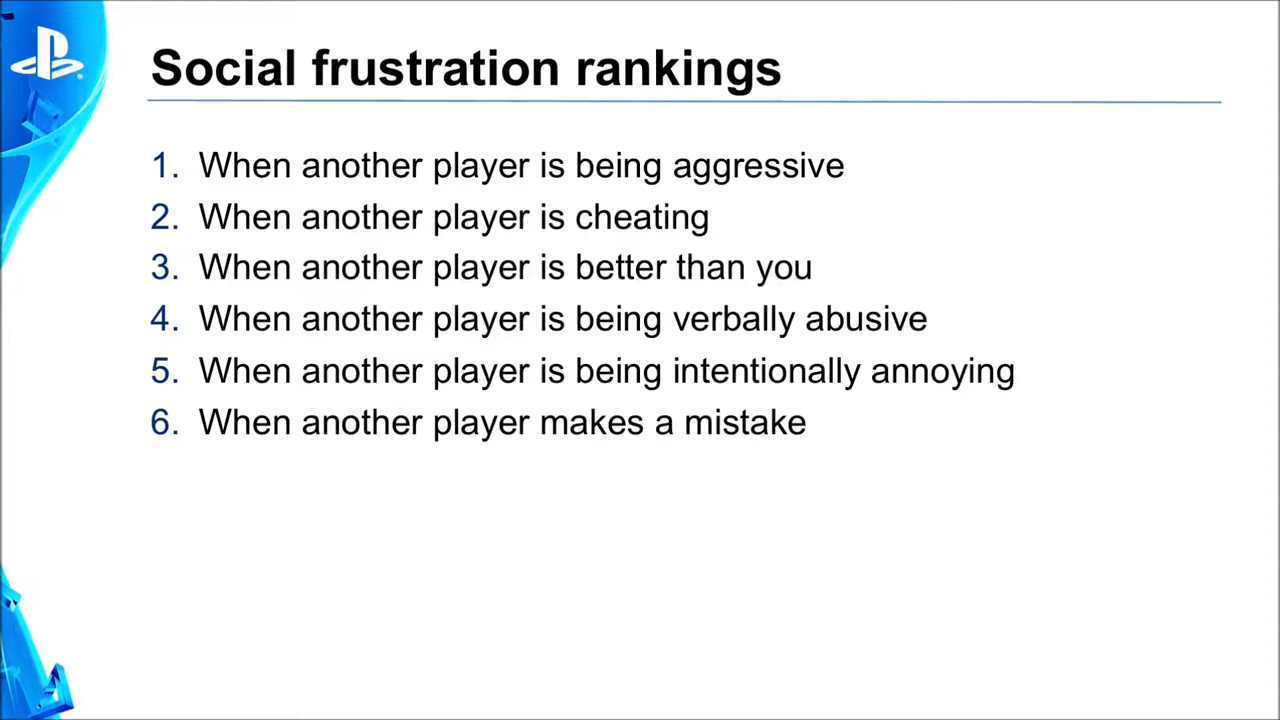 Social frustration rankings
1. When another player is being aggressive
2. When another player is cheating
3. When another player is better than you
4. When another player is being verbally abusive
5. When another player is being intentionally annoying
6. When another player makes a mistake